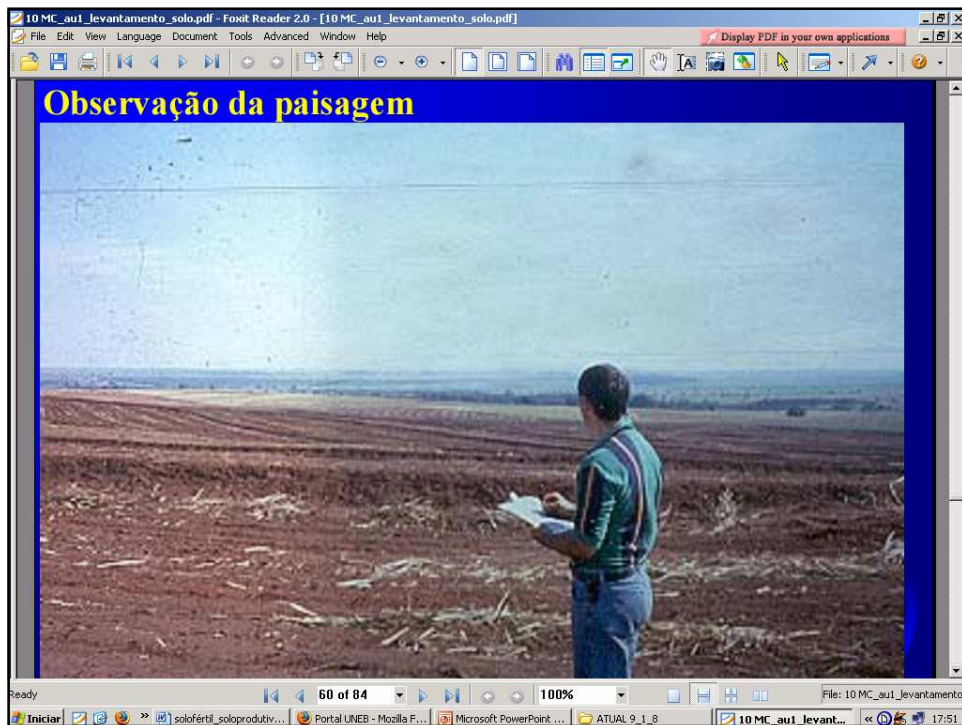 10 MC_au1_levantamento_solo.pdf - Foxit Reader 2.0 - [10 MC_au1_levantamento_solo.pdf]
File Edit View Language Document Tools Advanced Window Help
Display PDF in your own applications
Observação da paisagem
Ready
60 of 84
100%
File: 10 MC_au1_levantamento
Iniciar
solofértil_soloprodutiv...
Portal UNEB - Mozilla F...
Microsoft PowerPoint ...
ATUAL 9_1_8
10 MC_au1_levant...
17:51